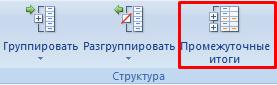 Группировать Разгруппировать Промежуточные
итоги
Структура